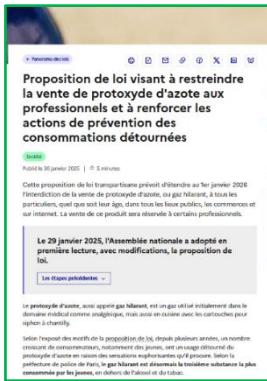 Panorama des lois
Proposition de loi visant à restreindre
la vente de protoxyde d'azote aux
professionnels et à renforcer les
actions de prévention des
consommations détournées
Société
Publié le 30 janvier 2025 | 5 minutes
Cette proposition de loi transpartisane prévoit d'étendre au 1er janvier 2026
l'interdiction de la vente de protoxyde d'azote, ou gaz hilarant, à tous les
particuliers, quel que soit leur âge, dans tous les lieux publics, les commerces et
sur internet. La vente de ce produit sera réservée à certains professionnels.
Le 29 janvier 2025, l'Assemblée nationale a adopté en
première lecture, avec modifications, la proposition de
loi.
Les étapes précédentes
Le protoxyde d'azote, aussi appelé gaz hilarant, est un gaz utilisé initialement dans le
domaine médical comme analgésique, mais aussi en cuisine avec les cartouches pour
siphon à chantilly.
Selon l'exposé des motifs de la proposition de loi, depuis plusieurs années, un nombre
croissant de consommateurs, notamment des jeunes, ont un usage détourné du
protoxyde d'azote en raison des sensations euphorisantes qu'il procure. Selon la
préfecture de police de Paris, le gaz hilarant est désormais la troisième substance la plus
consommée par les jeunes, en dehors de l'alcool et du tabac.